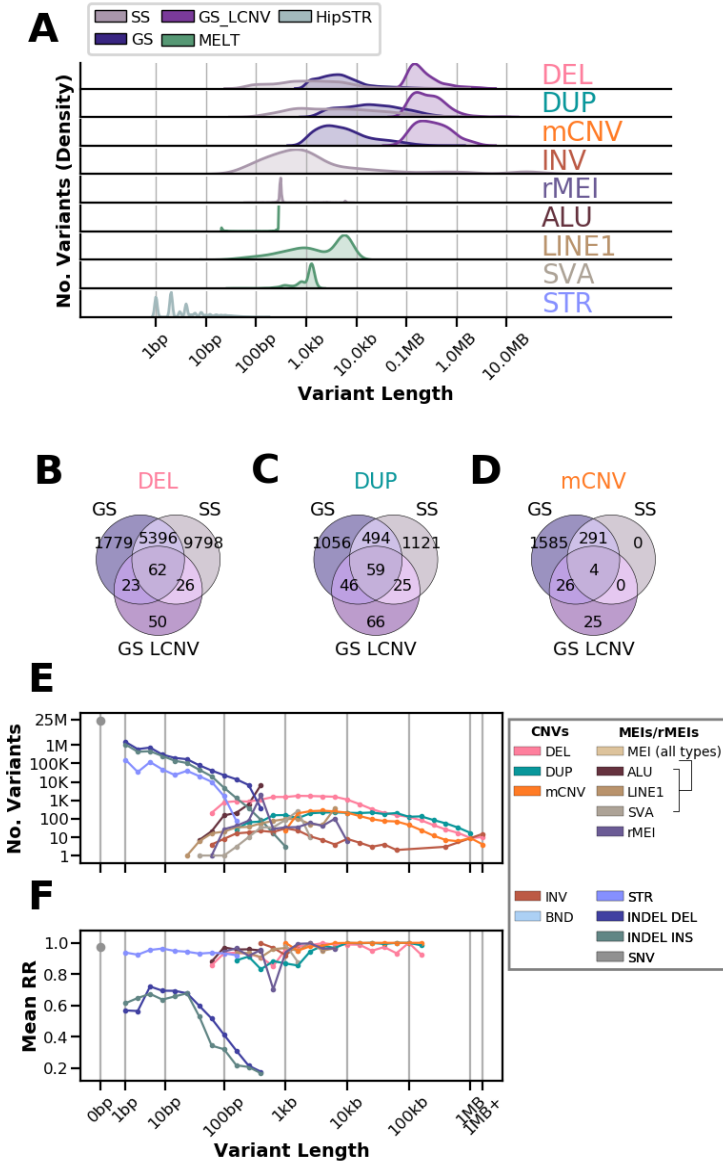 A
SS GS_LCNV HipSTR
GS MELT
No. Variants (Density)
DEL
DUP
mCNV
INV
rMEI
ALU
LINE1
SVA
STR
1bp 10bp 100bp 1.0kb 10.0kb 0.1MB 1.0MB 10.0MB
Variant Length
B DEL C DUP D mCNV
GS SS GS SS GS SS
1779 5396 9798 1056 494 1121 1585 291 0
62 59 4
23 26 46 25 26 0
50 66 25
GS LCNV GS LCNV GS LCNV
E
No. Variants
25M
1M
100K
10K
1K
100
10
1
CNVs MEIs/rMEIs
DEL MEI (all types)
DUP ALU
mCNV LINE1
SVA
rMEI
INV STR
BND INDEL DEL
INDEL INS
SNV
F
Mean RR
1.0
0.8
0.6
0.4
0.2
0bp 1bp 10bp 100bp 1kb 10kb 100kb 1MB 1MB+
Variant Length